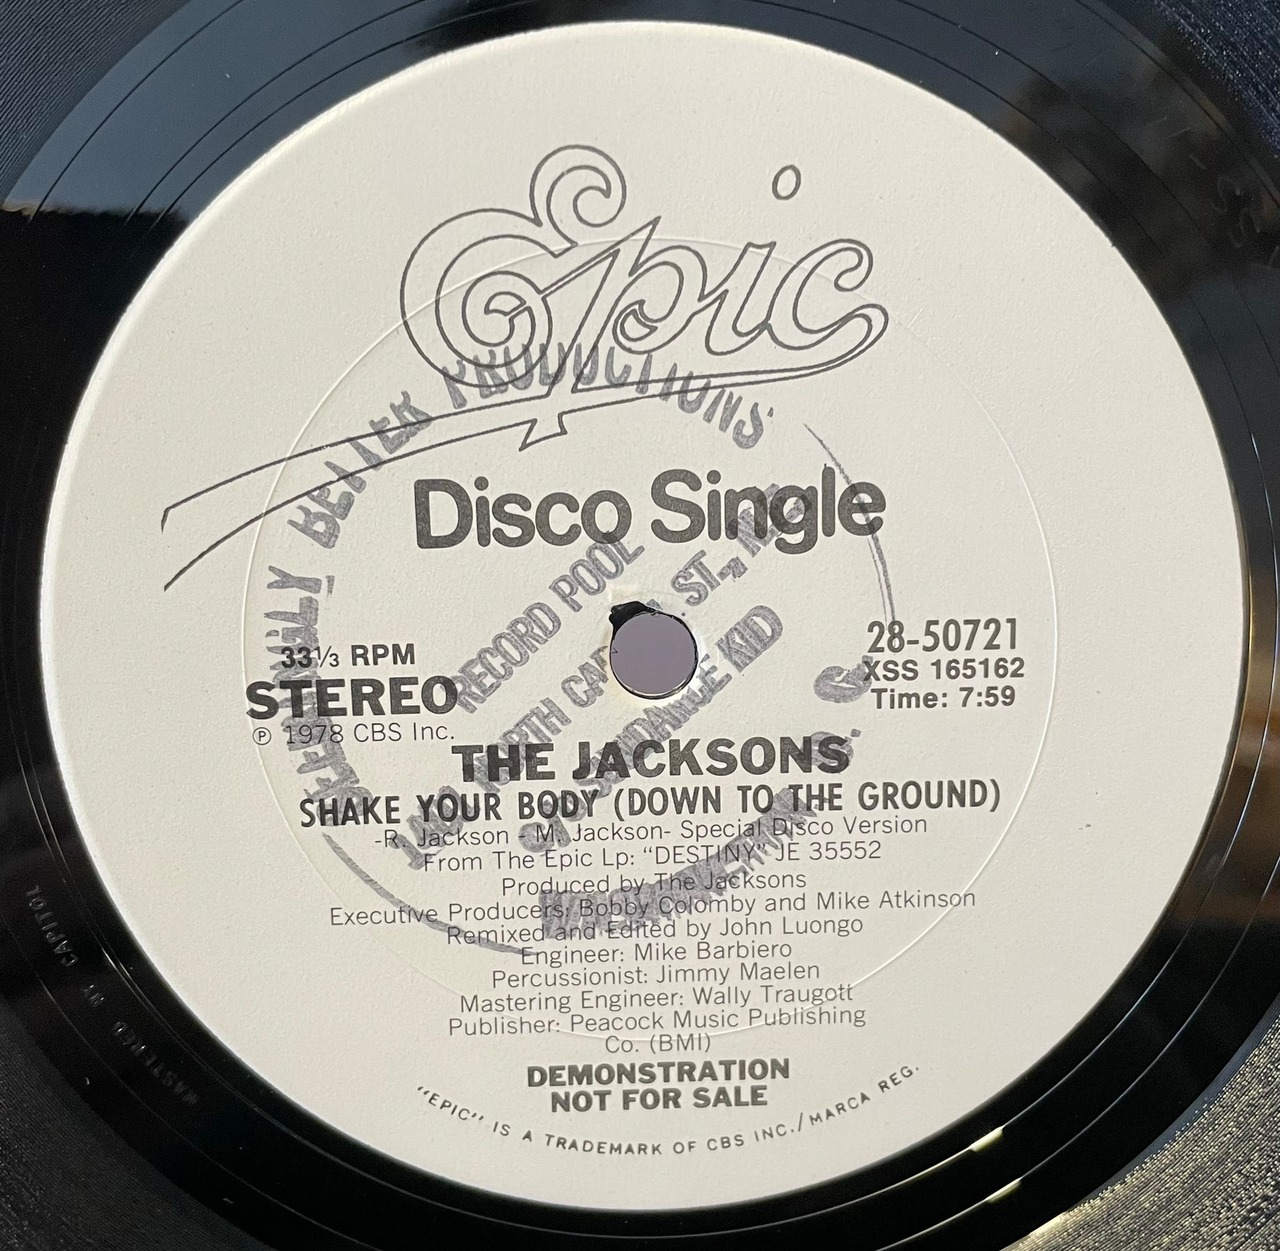 Epic
Disco Single
33⅓ RPM
STEREO
℗ 1978 CBS Inc.
28-50721
XSS 165162
Time: 7:59
THE JACKSONS
SHAKE YOUR BODY (DOWN TO THE GROUND)
-R. Jackson - M. Jackson- Special Disco Version
From The Epic Lp: "DESTINY" JE 35552
Produced by The Jacksons
Executive Producers: Bobby Colomby and Mike Atkinson
Remixed and Edited by John Luongo
Engineer: Mike Barbiero
Percussionist: Jimmy Maelen
Mastering Engineer: Wally Traugott
Publisher: Peacock Music Publishing
Co. (BMI)
DEMONSTRATION
NOT FOR SALE
"EPIC" IS A TRADEMARK OF CBS INC./MARCA REG.
BETTER PRODUCTIONS
RECORD POOL
NORTH ST.,
SUNDANCE KID
MASTERED BY CAPITOL